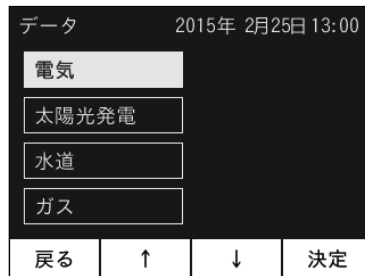 データ 2015年 2月25日 13:00
電気
太陽光発電
水道
ガス
戻る ↑ ↓ 決定